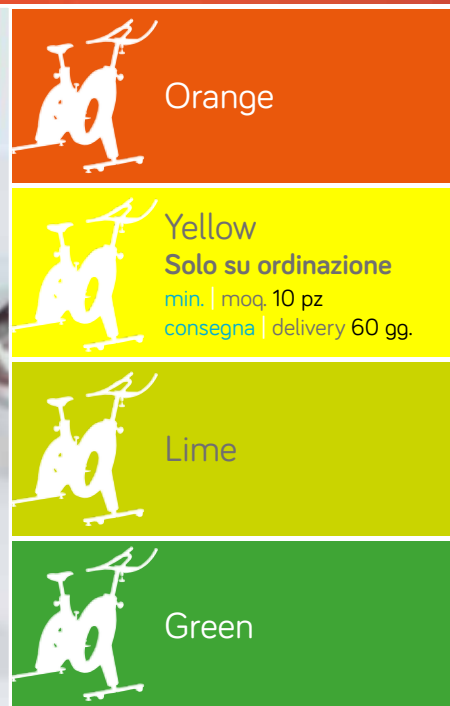 Orange
Yellow
Solo su ordinazione
min. | moq. 10 pz
consegna | delivery 60 gg.
Lime
Green